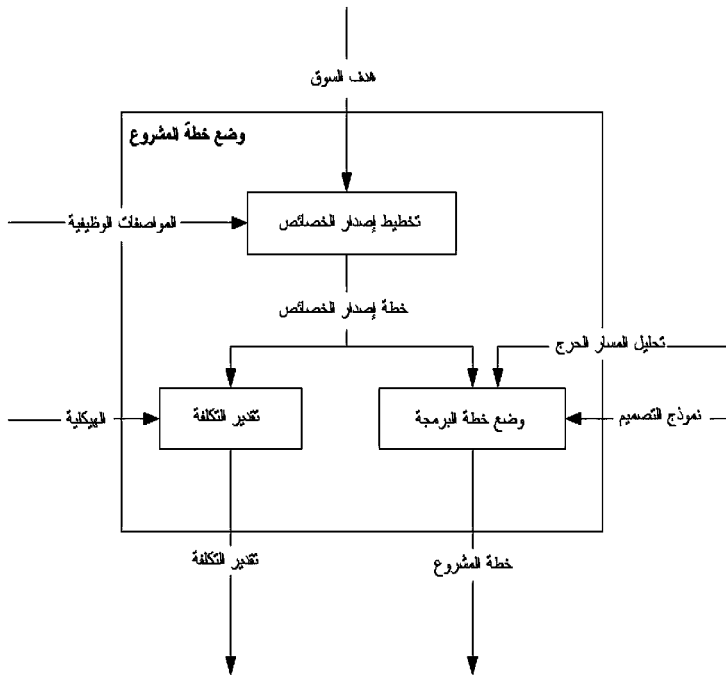 هدف السوق
وضع خطة المشروع
تخطيط إصدار الخصائص
المواصفات الوظيفية
خطة إصدار الخصائص
تحليل المسار الحرج
تقدير التكلفة
وضع خطة البرمجة
الهيكلية
نموذج التصميم
تقدير التكلفة
خطة المشروع